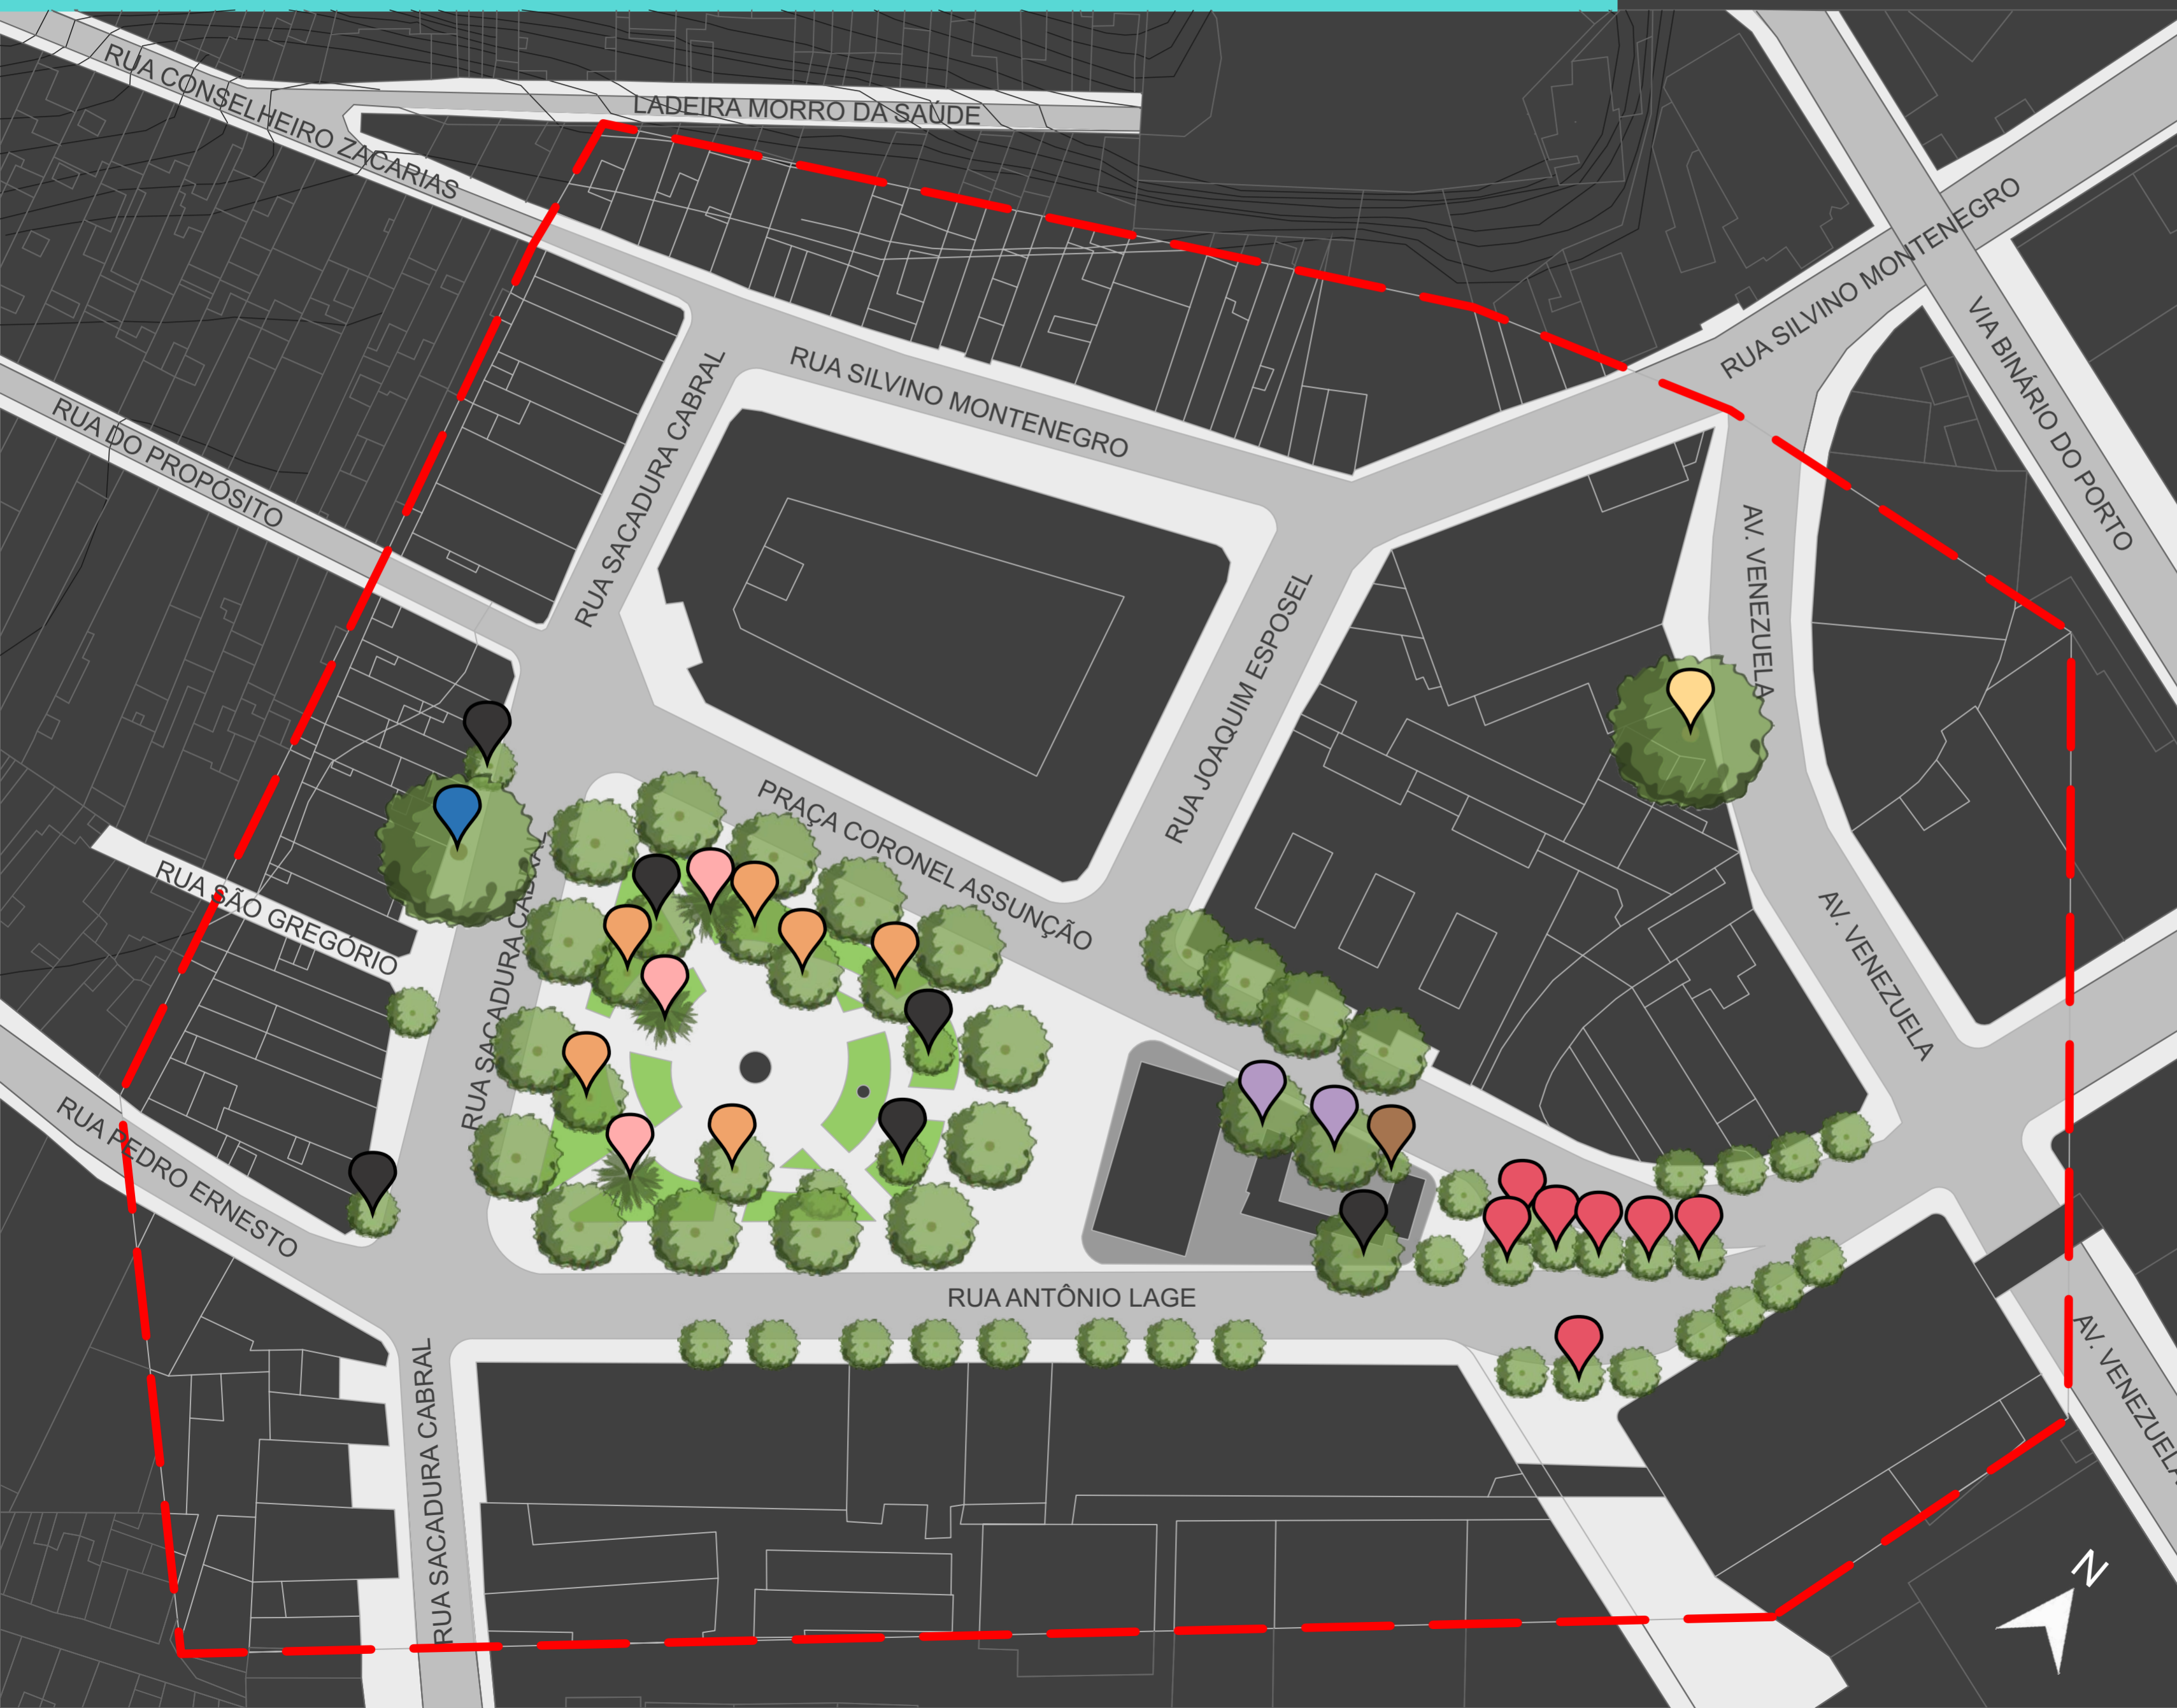 RUA CONSELHEIRO ZACARIAS
LADEIRA MORRO DA SAÚDE
RUA SILVINO MONTENEGRO
VIA BINÁRIO DO PORTO
RUA SACADURA CABRAL
RUA SILVINO MONTENEGRO
RUA DO PROPÓSITO
AV. VENEZUELA
RUA JOAQUIM ESPOSEL
PRAÇA CORONEL ASSUNÇÃO
RUA SÃO GREGÓRIO
RUA SACADURA CABRAL
AV. VENEZUELA
RUA PEDRO ERNESTO
RUA ANTÔNIO LAGE
RUA SACADURA CABRAL
AV. VENEZUELA
N